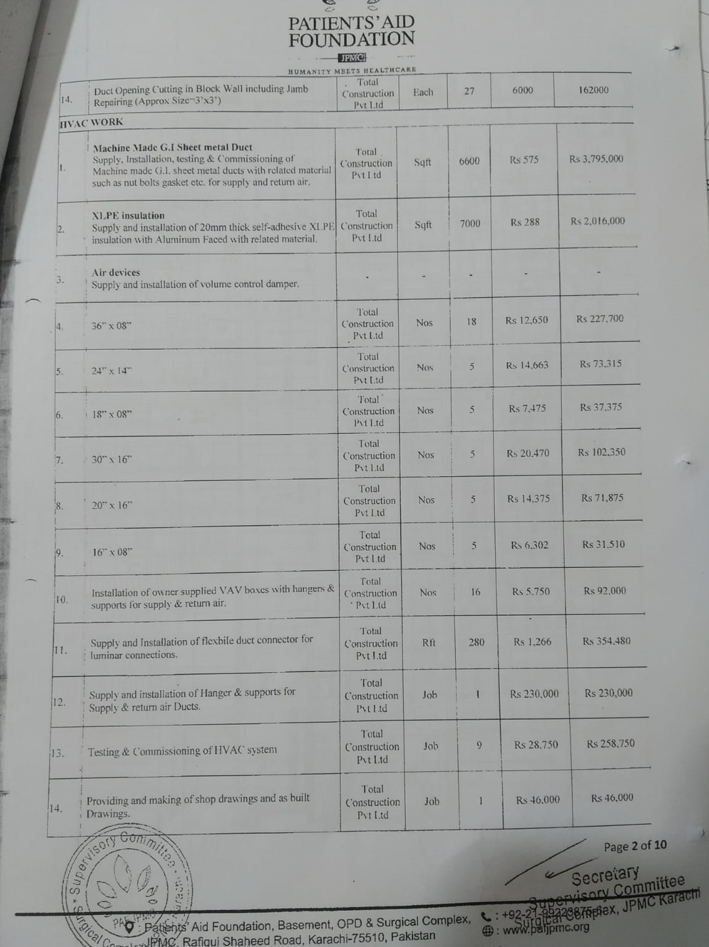 PATIENTS' AID
FOUNDATION
JPMC
HUMANITY MEETS HEALTHCARE
14. Duct Opening Cutting in Block Wall including Jamb Repairing (Approx Size~3'x3') Total Construction Pvt Ltd Each 27 6000 162000
HVAC WORK
1. Machine Made G.I Sheet metal Duct
Supply, Installation, testing & Commissioning of
Machine made G.I. sheet metal ducts with related material
such as nut bolts gasket etc. for supply and return air. Total Construction Pvt Ltd Sqft 6600 Rs 575 Rs 3,795,000
2. XLPE insulation
Supply and installation of 20mm thick self-adhesive XLPE
insulation with Aluminum Faced with related material. Total Construction Pvt Ltd Sqft 7000 Rs 288 Rs 2,016,000
3. Air devices
Supply and installation of volume control damper. - - - - -
4. 36" x 08" Total Construction Pvt Ltd Nos 18 Rs 12,650 Rs 227,700
5. 24" x 14" Total Construction Pvt Ltd Nos 5 Rs 14,663 Rs 73,315
6. 18" x 08" Total Construction Pvt Ltd Nos 5 Rs 7,475 Rs 37,375
7. 30" x 16" Total Construction Pvt Ltd Nos 5 Rs 20,470 Rs 102,350
8. 20" x 16" Total Construction Pvt Ltd Nos 5 Rs 14,375 Rs 71,875
9. 16" x 08" Total Construction Pvt Ltd Nos 5 Rs 6,302 Rs 31,510
10. Installation of owner supplied VAV boxes with hangers &
supports for supply & return air. Total Construction Pvt Ltd Nos 16 Rs 5,750 Rs 92,000
11. Supply and Installation of flexbile duct connector for
luminar connections. Total Construction Pvt Ltd Rft 280 Rs 1,266 Rs 354,480
12. Supply and installation of Hanger & supports for
Supply & return air Ducts. Total Construction Pvt Ltd Job 1 Rs 230,000 Rs 230,000
13. Testing & Commissioning of HVAC system Total Construction Pvt Ltd Job 9 Rs 28,750 Rs 258,750
14. Providing and making of shop drawings and as built
Drawings. Total Construction Pvt Ltd Job 1 Rs 46,000 Rs 46,000
Page 2 of 10
Supervisory Committee
Secretary
Supervisory Committee
Surgical Complex, JPMC Karachi
Patients' Aid Foundation, Basement, OPD & Surgical Complex,
JPMC, Rafiqui Shaheed Road, Karachi-75510, Pakistan
www.pafjpmc.org